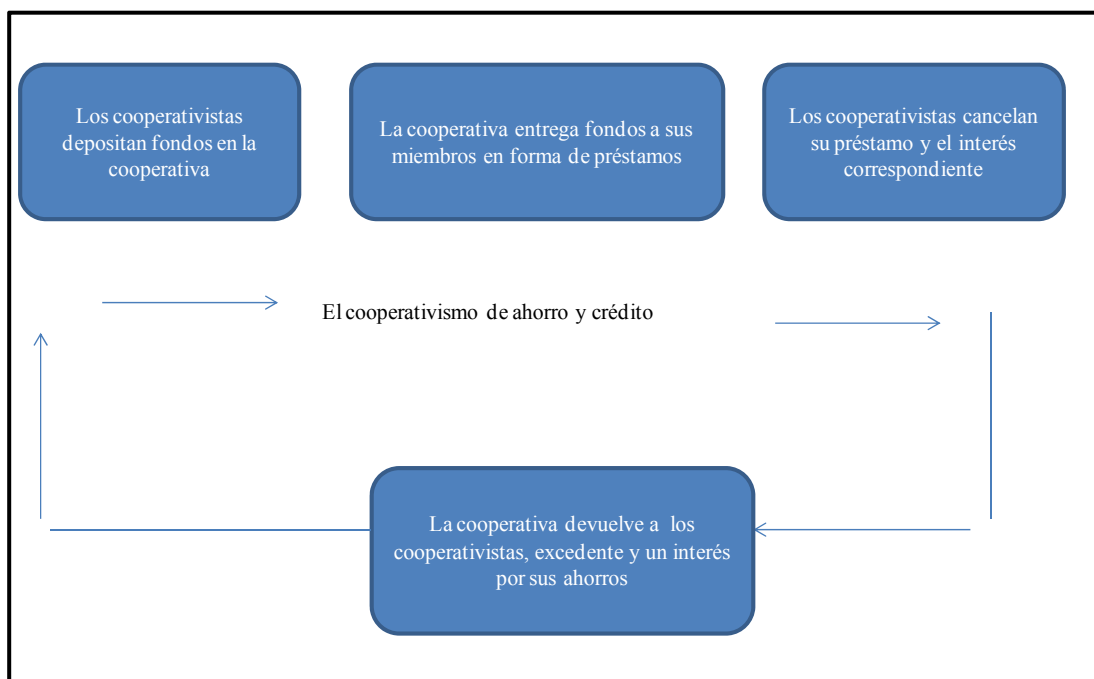 Los cooperativistas
depositan fondos en la
cooperativa
La cooperativa entrega fondos a sus
miembros en forma de préstamos
Los cooperativistas cancelan
su préstamo y el interés
correspondiente
El cooperativismo de ahorro y crédito
La cooperativa devuelve a los
cooperativistas, excedente y un interés
por sus ahorros